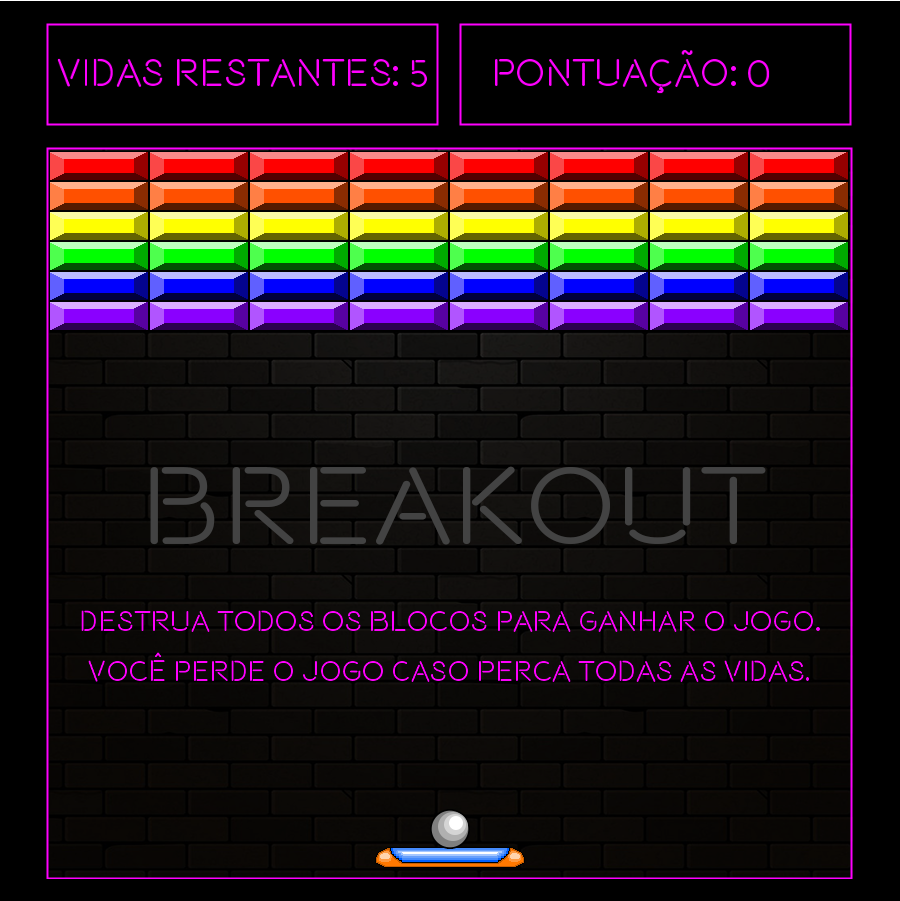 VIDAS RESTANTES: 5
PONTUAÇÃO: 0
BREAKOUT
DESTRUA TODOS OS BLOCOS PARA GANHAR O JOGO.
VOCÊ PERDE O JOGO CASO PERCA TODAS AS VIDAS.